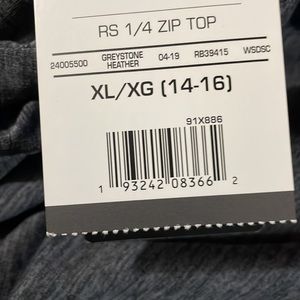 RS 1/4 ZIP TOP
24005500 GREYSTONE HEATHER 04-19 RB39415 WSDSC
XL/XG (14-16)
91X886
1 93242 08366 2